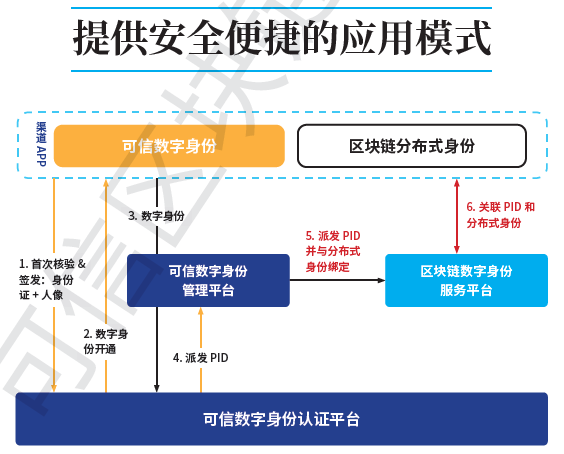 提供安全便捷的应用模式
渠道 APP
可信数字身份
区块链分布式身份
3. 数字身份
6. 关联 PID 和
分布式身份
5. 派发 PID
并与分布式
身份绑定
1. 首次核验 &
签发：身份
证 + 人像
可信数字身份
管理平台
区块链数字身份
服务平台
2. 数字身
份开通
4. 派发 PID
可信数字身份认证平台
可信区块链